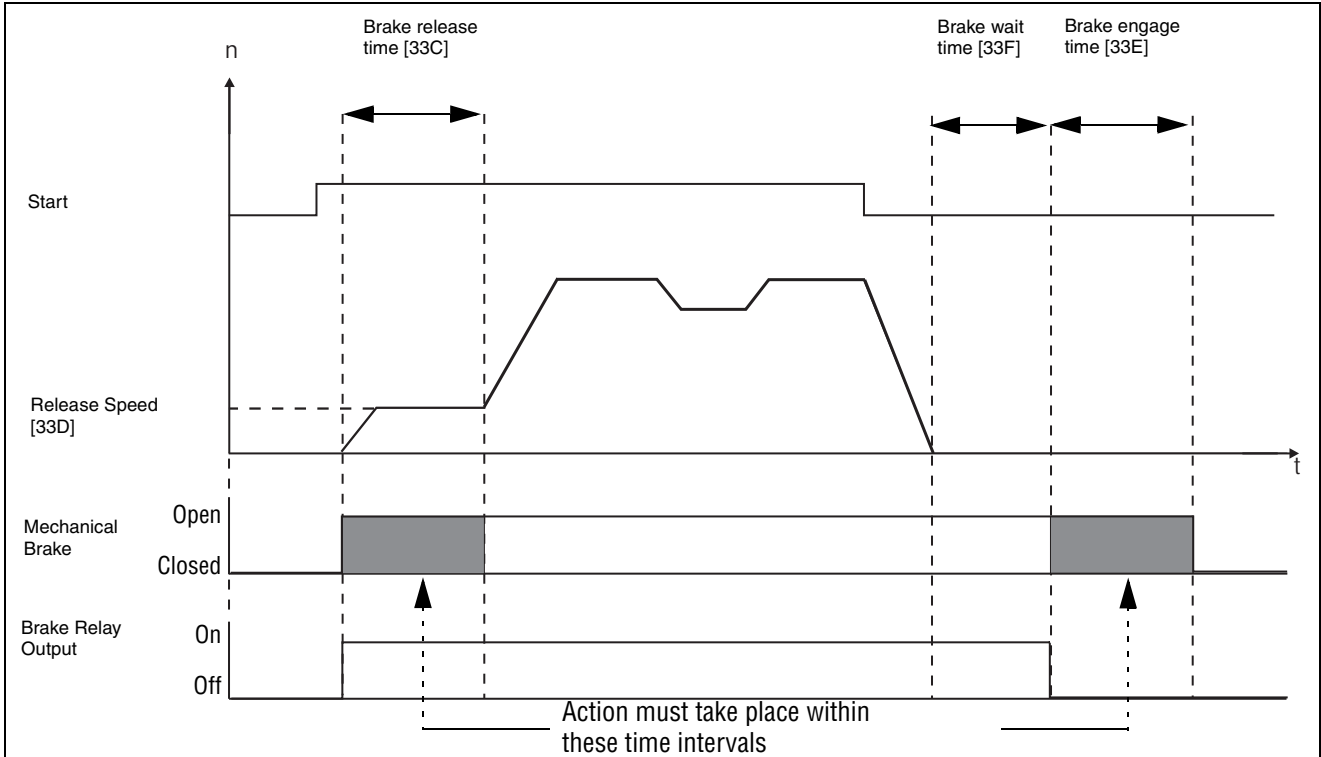 Brake release
time [33C]
Brake wait
time [33F]
Brake engage
time [33E]
n
Start
Release Speed
[33D]
t
Mechanical
Brake
Open
Closed
Brake Relay
Output
On
Off
Action must take place within
these time intervals